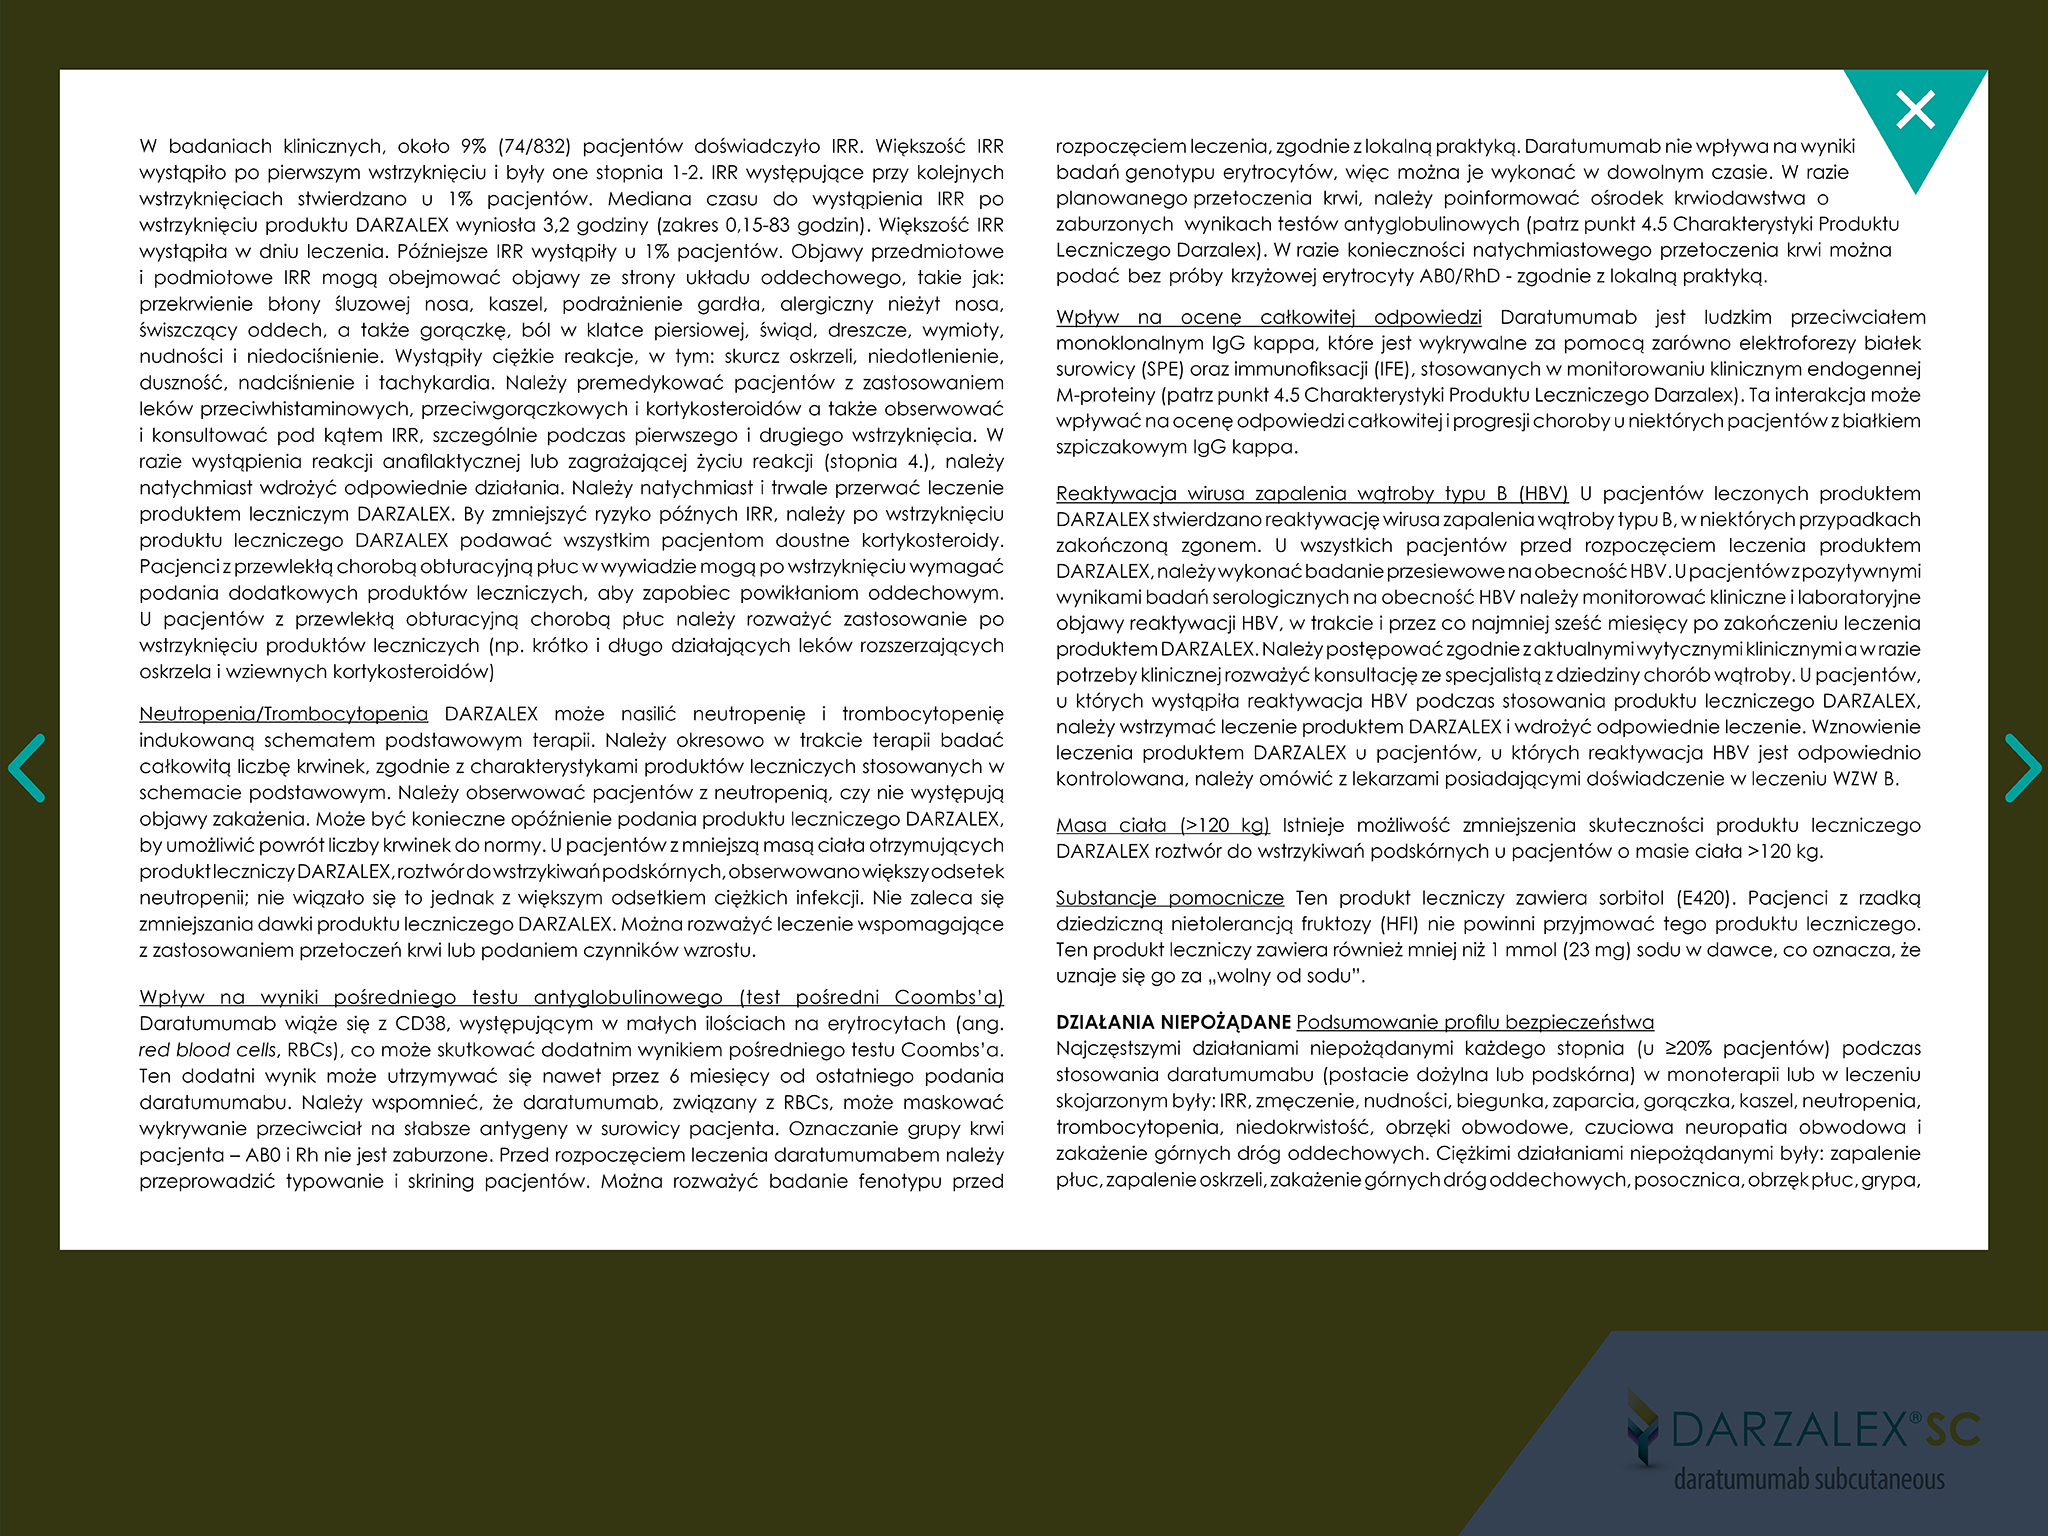 W badaniach klinicznych, około 9% (74/832) pacjentów doświadczyło IRR. Większość IRR
wystąpiło po pierwszym wstrzyknięciu i były one stopnia 1-2. IRR występujące przy kolejnych
wstrzyknięciach stwierdzano u 1% pacjentów. Mediana czasu do wystąpienia IRR po
wstrzyknięciu produktu DARZALEX wyniosła 3,2 godziny (zakres 0,15-83 godzin). Większość IRR
wystąpiła w dniu leczenia. Późniejsze IRR wystąpiły u 1% pacjentów. Objawy przedmiotowe
i podmiotowe IRR mogą obejmować objawy ze strony układu oddechowego, takie jak:
przekrwienie błony śluzowej nosa, kaszel, podrażnienie gardła, alergiczny nieżyt nosa,
świszczący oddech, a także gorączkę, ból w klatce piersiowej, świąd, dreszcze, wymioty,
nudności i niedociśnienie. Wystąpiły ciężkie reakcje, w tym: skurcz oskrzeli, niedotlenienie,
duszność, nadciśnienie i tachykardia. Należy premedykować pacjentów z zastosowaniem
leków przeciwhistaminowych, przeciwgorączkowych i kortykosteroidów a także obserwować
i konsultować pod kątem IRR, szczególnie podczas pierwszego i drugiego wstrzyknięcia. W
razie wystąpienia reakcji anafilaktycznej lub zagrażającej życiu reakcji (stopnia 4.), należy
natychmiast wdrożyć odpowiednie działania. Należy natychmiast i trwale przerwać leczenie
produktem leczniczym DARZALEX. By zmniejszyć ryzyko późnych IRR, należy po wstrzyknięciu
produktu leczniczego DARZALEX podawać wszystkim pacjentom doustne kortykosteroidy.
Pacjenci z przewlekłą chorobą obturacyjną płuc w wywiadzie mogą po wstrzyknięciu wymagać
podania dodatkowych produktów leczniczych, aby zapobiec powikłaniom oddechowym.
U pacjentów z przewlekłą obturacyjną chorobą płuc należy rozważyć zastosowanie po
wstrzyknięciu produktów leczniczych (np. krótko i długo działających leków rozszerzających
oskrzela i wziewnych kortykosteroidów)
Neutropenia/Trombocytopenia DARZALEX może nasilić neutropenię i trombocytopenię
indukowaną schematem podstawowym terapii. Należy okresowo w trakcie terapii badać
całkowitą liczbę krwinek, zgodnie z charakterystykami produktów leczniczych stosowanych w
schemacie podstawowym. Należy obserwować pacjentów z neutropenią, czy nie występują
objawy zakażenia. Może być konieczne opóźnienie podania produktu leczniczego DARZALEX,
by umożliwić powrót liczby krwinek do normy. U pacjentów z mniejszą masą ciała otrzymujących
produkt leczniczy DARZALEX, roztwór do wstrzykiwań podskórnych, obserwowano większy odsetek
neutropenii; nie wiązało się to jednak z większym odsetkiem ciężkich infekcji. Nie zaleca się
zmniejszania dawki produktu leczniczego DARZALEX. Można rozważyć leczenie wspomagające
z zastosowaniem przetoczeń krwi lub podaniem czynników wzrostu.
Wpływ na wyniki pośredniego testu antyglobulinowego (test pośredni Coombs'a)
Daratumumab wiąże się z CD38, występującym w małych ilościach na erytrocytach (ang.
red blood cells, RBCs), co może skutkować dodatnim wynikiem pośredniego testu Coombs'a.
Ten dodatni wynik może utrzymywać się nawet przez 6 miesięcy od ostatniego podania
daratumumabu. Należy wspomnieć, że daratumumab, związany z RBCs, może maskować
wykrywanie przeciwciał na słabsze antygeny w surowicy pacjenta. Oznaczanie grupy krwi
pacjenta – AB0 i Rh nie jest zaburzone. Przed rozpoczęciem leczenia daratumumabem należy
przeprowadzić typowanie i skrining pacjentów. Można rozważyć badanie fenotypu przed
rozpoczęciem leczenia, zgodnie z lokalną praktyką. Daratumumab nie wpływa na wyniki
badań genotypu erytrocytów, więc można je wykonać w dowolnym czasie. W razie
planowanego przetoczenia krwi, należy poinformować ośrodek krwiodawstwa o
zaburzonych wynikach testów antyglobulinowych (patrz punkt 4.5 Charakterystyki Produktu
Leczniczego Darzalex). W razie konieczności natychmiastowego przetoczenia krwi można
podać bez próby krzyżowej erytrocyty AB0/RhD - zgodnie z lokalną praktyką.
Wpływ na ocenę całkowitej odpowiedzi Daratumumab jest ludzkim przeciwciałem
monoklonalnym IgG kappa, które jest wykrywalne za pomocą zarówno elektroforezy białek
surowicy (SPE) oraz immunofiksacji (IFE), stosowanych w monitorowaniu klinicznym endogennej
M-proteiny (patrz punkt 4.5 Charakterystyki Produktu Leczniczego Darzalex). Ta interakcja może
wpływać na ocenę odpowiedzi całkowitej i progresji choroby u niektórych pacjentów z białkiem
szpiczakowym IgG kappa.
Reaktywacja wirusa zapalenia wątroby typu B (HBV) U pacjentów leczonych produktem
DARZALEX stwierdzano reaktywację wirusa zapalenia wątroby typu B, w niektórych przypadkach
zakończoną zgonem. U wszystkich pacjentów przed rozpoczęciem leczenia produktem
DARZALEX, należy wykonać badanie przesiewowe na obecność HBV. U pacjentów z pozytywnymi
wynikami badań serologicznych na obecność HBV należy monitorować kliniczne i laboratoryjne
objawy reaktywacji HBV, w trakcie i przez co najmniej sześć miesięcy po zakończeniu leczenia
produktem DARZALEX. Należy postępować zgodnie z aktualnymi wytycznymi klinicznymi a w razie
potrzeby klinicznej rozważyć konsultację ze specjalistą z dziedziny chorób wątroby. U pacjentów,
u których wystąpiła reaktywacja HBV podczas stosowania produktu leczniczego DARZALEX,
należy wstrzymać leczenie produktem DARZALEX i wdrożyć odpowiednie leczenie. Wznowienie
leczenia produktem DARZALEX u pacjentów, u których reaktywacja HBV jest odpowiednio
kontrolowana, należy omówić z lekarzami posiadającymi doświadczenie w leczeniu WZW B.
Masa ciała (>120 kg) Istnieje możliwość zmniejszenia skuteczności produktu leczniczego
DARZALEX roztwór do wstrzykiwań podskórnych u pacjentów o masie ciała >120 kg.
Substancje pomocnicze Ten produkt leczniczy zawiera sorbitol (E420). Pacjenci z rzadką
dziedziczną nietolerancją fruktozy (HFI) nie powinni przyjmować tego produktu leczniczego.
Ten produkt leczniczy zawiera również mniej niż 1 mmol (23 mg) sodu w dawce, co oznacza, że
uznaje się go za „wolny od sodu”.
DZIAŁANIA NIEPOŻĄDANE Podsumowanie profilu bezpieczeństwa
Najczęstszymi działaniami niepożądanymi każdego stopnia (u ≥20% pacjentów) podczas
stosowania daratumumabu (postacie dożylna lub podskórna) w monoterapii lub w leczeniu
skojarzonym były: IRR, zmęczenie, nudności, biegunka, zaparcia, gorączka, kaszel, neutropenia,
trombocytopenia, niedokrwistość, obrzęki obwodowe, czuciowa neuropatia obwodowa i
zakażenie górnych dróg oddechowych. Ciężkimi działaniami niepożądanymi były: zapalenie
płuc, zapalenie oskrzeli, zakażenie górnych dróg oddechowych, posocznica, obrzęk płuc, grypa,
DARZALEX® SC
daratumumab subcutaneous